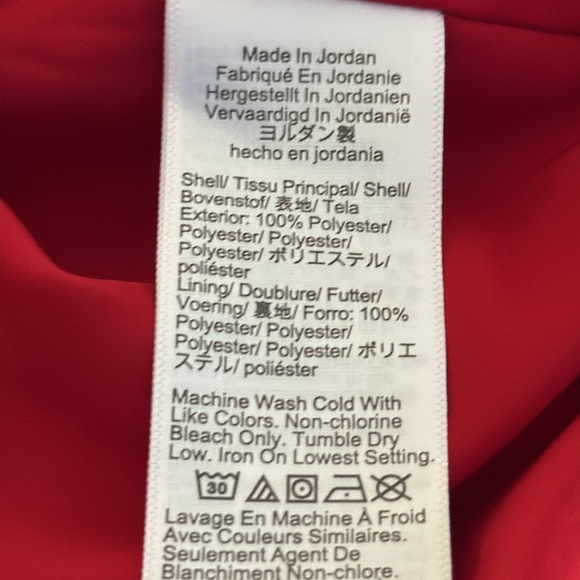 Made In Jordan
Fabriqué En Jordanie
Hergestellt In Jordanien
Vervaardigd In Jordanië
ヨルダン製
hecho en jordania
Shell/ Tissu Principal/ Shell/
Bovenstof/ 表地/ Tela
Exterior: 100% Polyester/
Polyester/ Polyester/
Polyester/ ポリエステル/
poliéster
Lining/ Doublure/ Futter/
Voering/ 裏地/ Forro: 100%
Polyester/ Polyester/
Polyester/ Polyester/ ポリエ
ステル/ poliéster
Machine Wash Cold With
Like Colors. Non-chlorine
Bleach Only. Tumble Dry
Low. Iron On Lowest Setting.
30
Lavage En Machine À Froid
Avec Couleurs Similaires.
Seulement Agent De
Blanchiment Non-chlore.